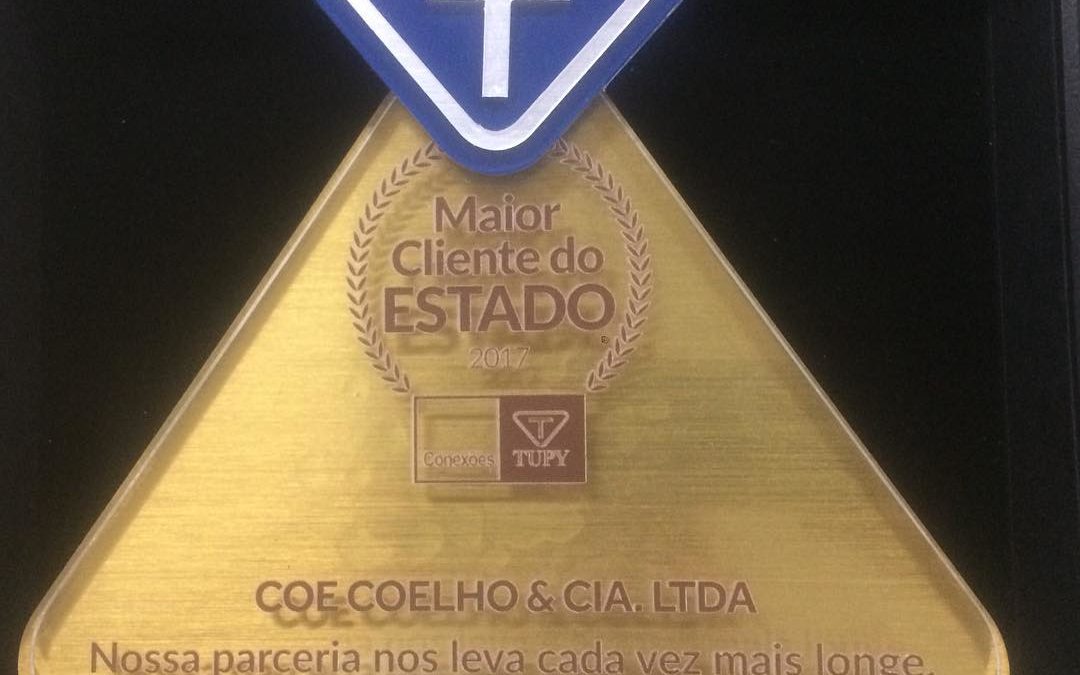 Maior
Cliente do
ESTADO
2017
Conexões
T
TUPY
COE COELHO & CIA. LTDA
Nossa parceria nos leva cada vez mais longe.